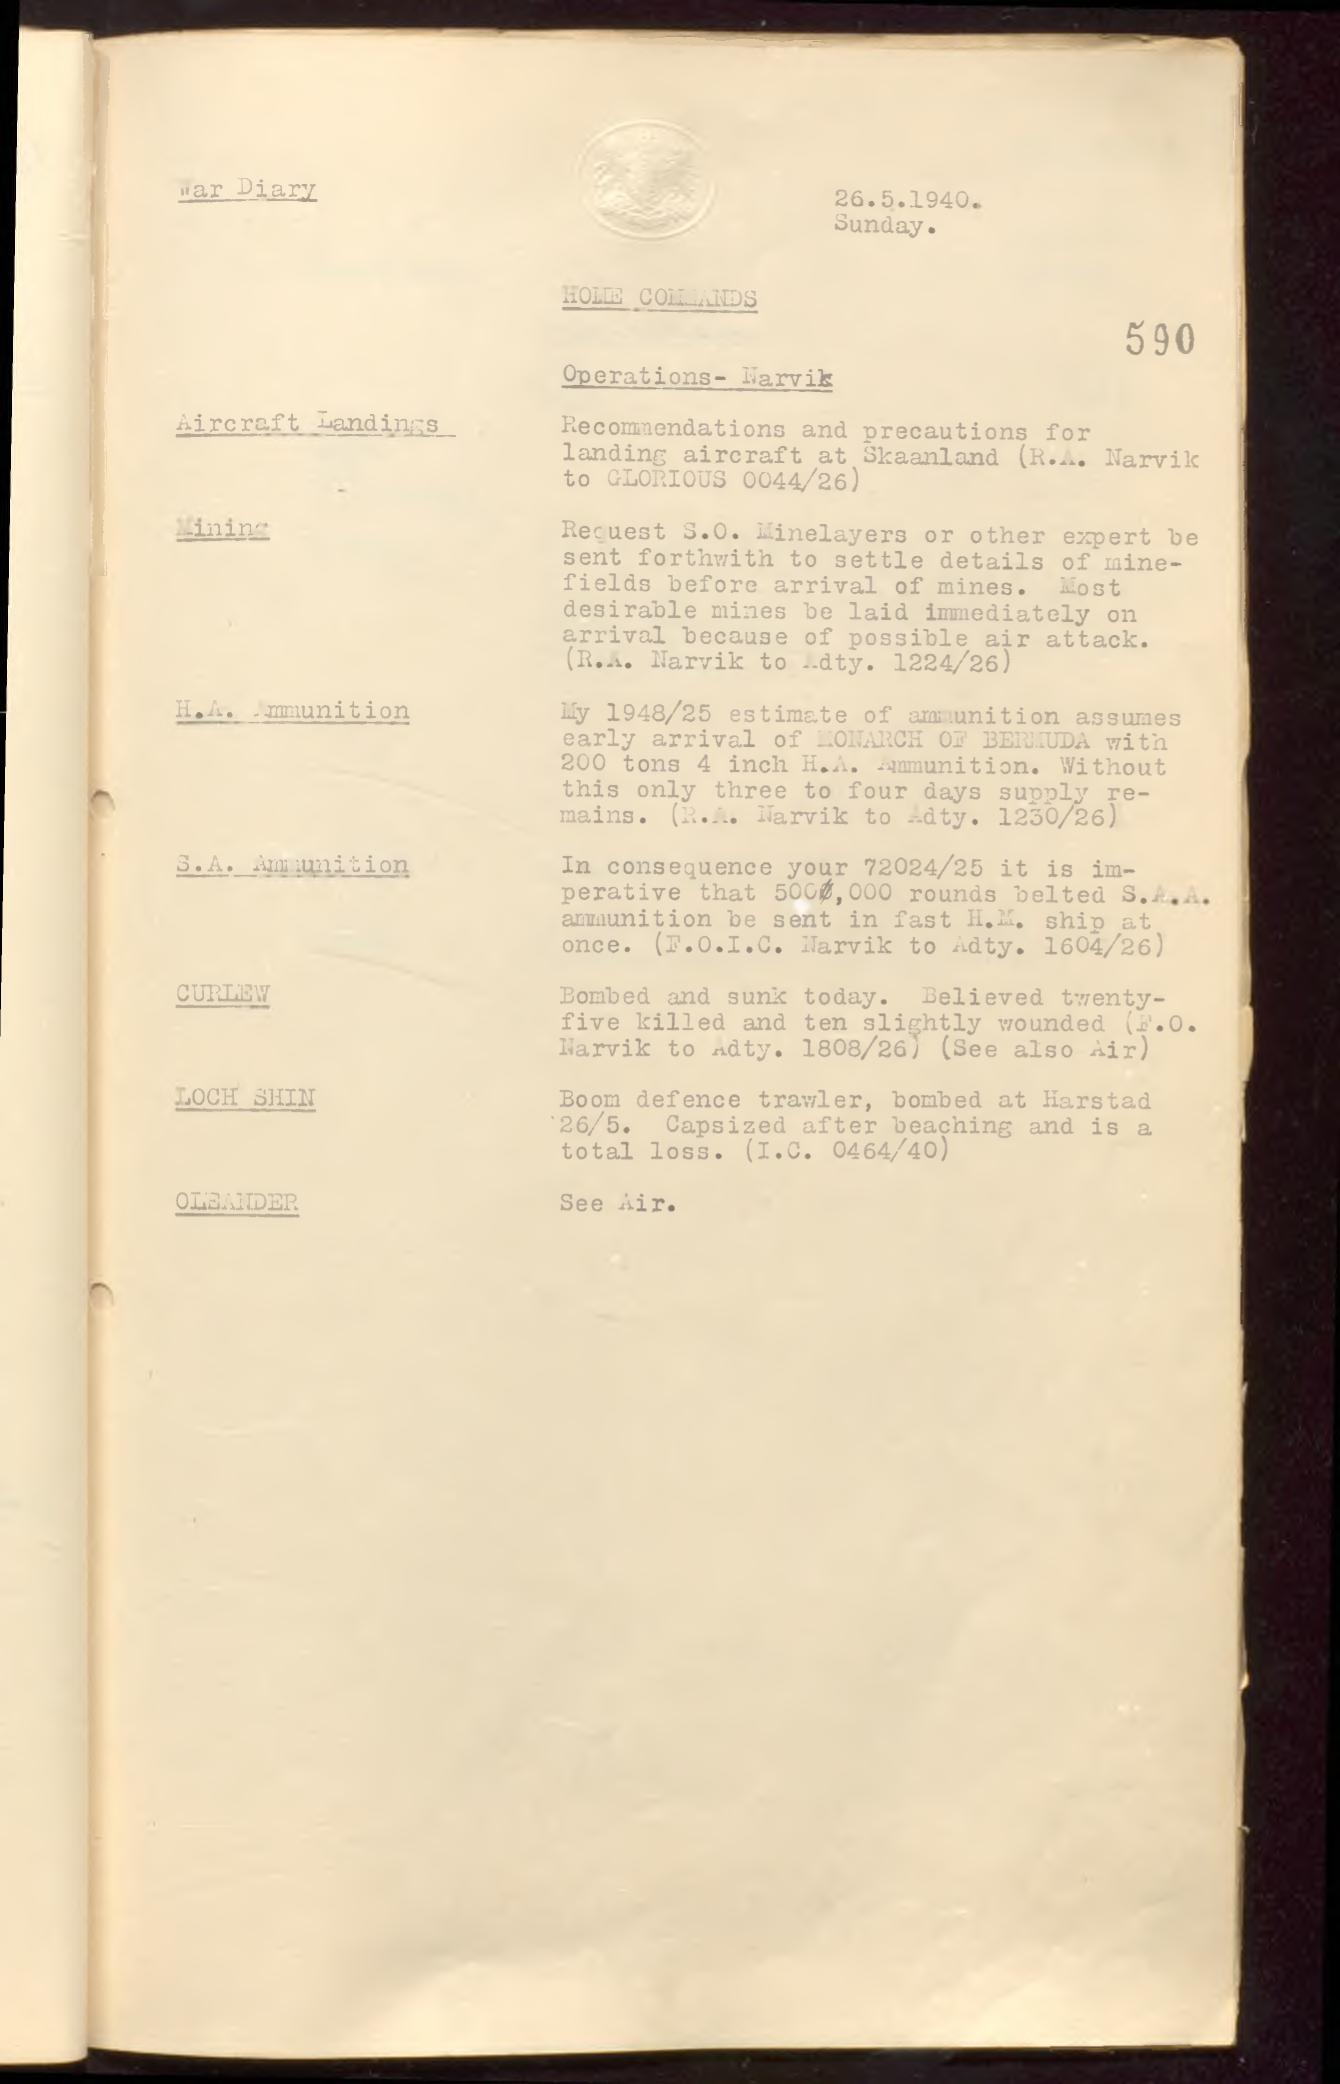 War Diary
26.5.1940.
Sunday.
HOME COMMANDS
590
Operations- Narvik
Aircraft Landings
Recommendations and precautions for
landing aircraft at Skaanland (R.A. Narvik
to GLORIOUS 0044/26)
Mining
Request S.O. Minelayers or other expert be
sent forthwith to settle details of mine-
fields before arrival of mines. Most
desirable mines be laid immediately on
arrival because of possible air attack.
(R.A. Narvik to Adty. 1224/26)
H.A. Ammunition
My 1948/25 estimate of ammunition assumes
early arrival of MONARCH OF BERMUDA with
200 tons 4 inch H.A. Ammunition. Without
this only three to four days supply re-
mains. (R.A. Narvik to Adty. 1230/26)
S.A. Ammunition
In consequence your 72024/25 it is im-
perative that 5000,000 rounds belted S.A.A.
ammunition be sent in fast H.M. ship at
once. (F.O.I.C. Narvik to Adty. 1604/26)
CURLEW
Bombed and sunk today. Believed twenty-
five killed and ten slightly wounded (F.O.
Narvik to Adty. 1808/26) (See also Air)
LOCH SHIN
Boom defence trawler, bombed at Harstad
26/5. Capsized after beaching and is a
total loss. (I.C. 0464/40)
OLEANDER
See Air.